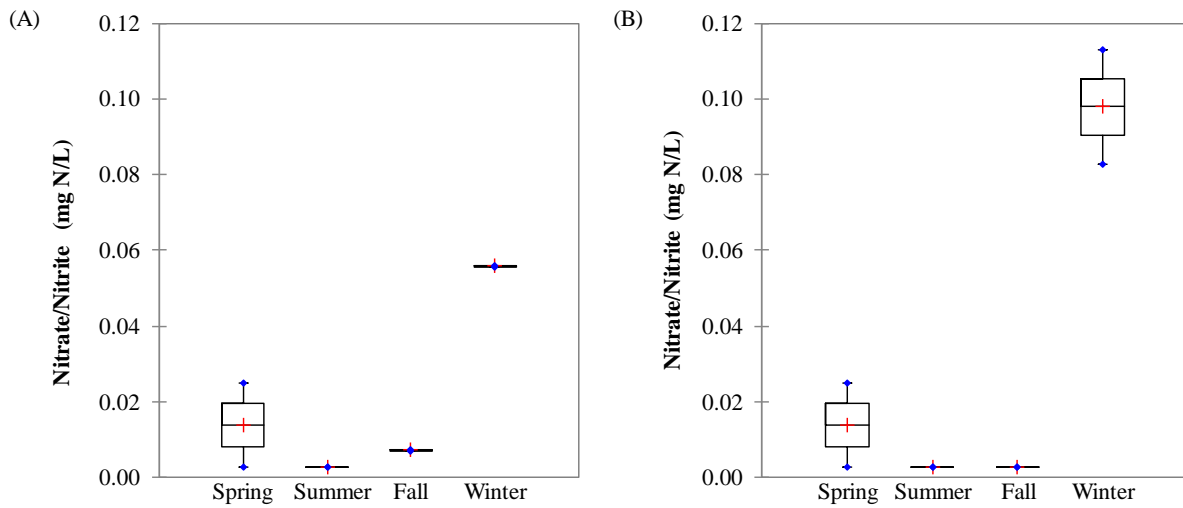 (A)
Nitrate/Nitrite (mg N/L)
0.12
0.10
0.08
0.06
0.04
0.02
0.00
Spring Summer Fall Winter
(B)
Nitrate/Nitrite (mg N/L)
0.12
0.10
0.08
0.06
0.04
0.02
0.00
Spring Summer Fall Winter